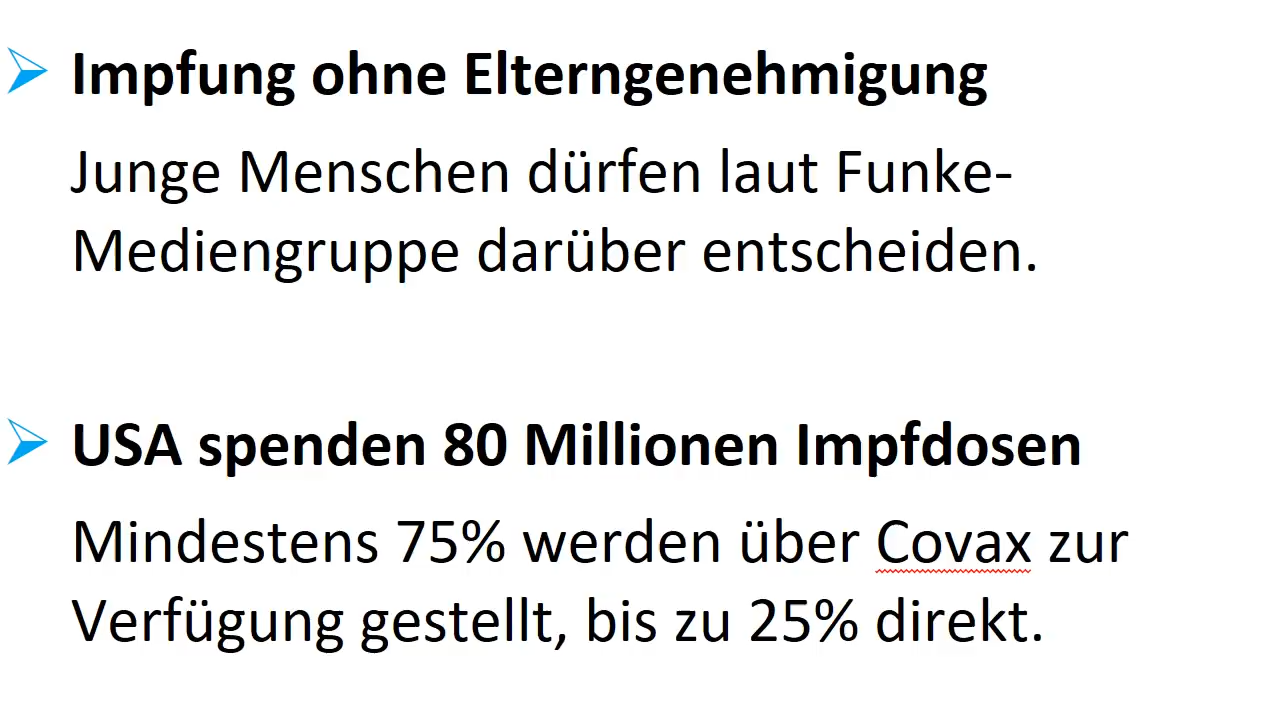 Impfung ohne Elterngenehmigung
Junge Menschen dürfen laut Funke-
Mediengruppe darüber entscheiden.
USA spenden 80 Millionen Impfdosen
Mindestens 75% werden über Covax zur
Verfügung gestellt, bis zu 25% direkt.